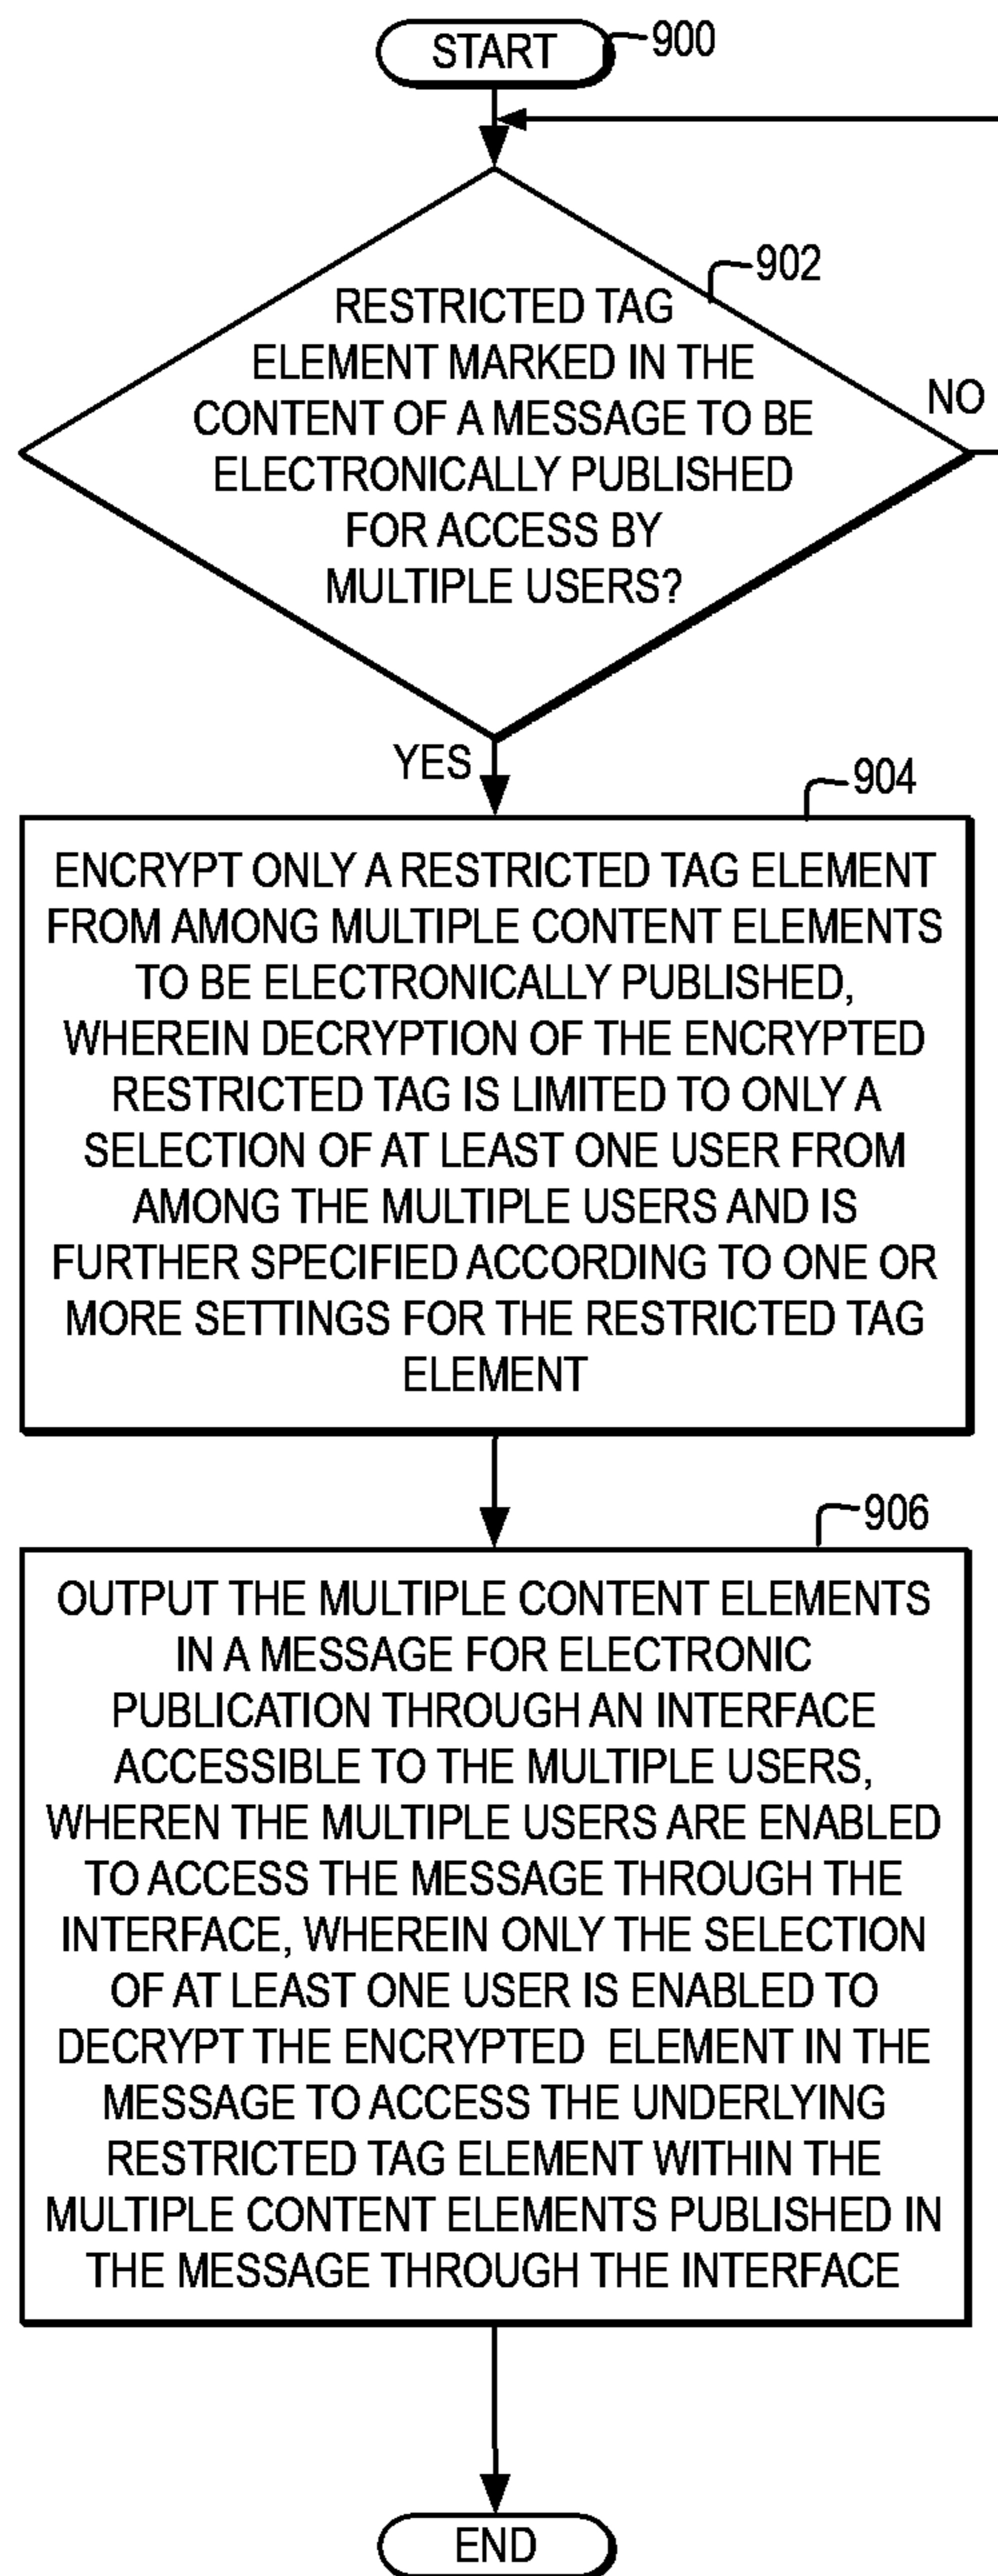 START
900
902
RESTRICTED TAG
ELEMENT MARKED IN THE
CONTENT OF A MESSAGE TO BE
ELECTRONICALLY PUBLISHED
FOR ACCESS BY
MULTIPLE USERS?
NO
YES
904
ENCRYPT ONLY A RESTRICTED TAG ELEMENT
FROM AMONG MULTIPLE CONTENT ELEMENTS
TO BE ELECTRONICALLY PUBLISHED,
WHEREIN DECRYPTION OF THE ENCRYPTED
RESTRICTED TAG IS LIMITED TO ONLY A
SELECTION OF AT LEAST ONE USER FROM
AMONG THE MULTIPLE USERS AND IS
FURTHER SPECIFIED ACCORDING TO ONE OR
MORE SETTINGS FOR THE RESTRICTED TAG
ELEMENT
906
OUTPUT THE MULTIPLE CONTENT ELEMENTS
IN A MESSAGE FOR ELECTRONIC
PUBLICATION THROUGH AN INTERFACE
ACCESSIBLE TO THE MULTIPLE USERS,
WHEREN THE MULTIPLE USERS ARE ENABLED
TO ACCESS THE MESSAGE THROUGH THE
INTERFACE, WHEREIN ONLY THE SELECTION
OF AT LEAST ONE USER IS ENABLED TO
DECRYPT THE ENCRYPTED ELEMENT IN THE
MESSAGE TO ACCESS THE UNDERLYING
RESTRICTED TAG ELEMENT WITHIN THE
MULTIPLE CONTENT ELEMENTS PUBLISHED IN
THE MESSAGE THROUGH THE INTERFACE
END